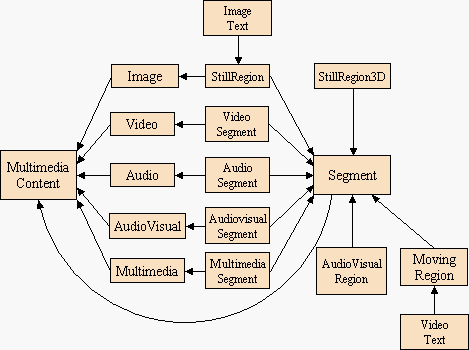 Image
Text
Image
StillRegion
StillRegion3D
Video
Video
Segment
Multimedia
Content
Audio
Audio
Segment
Segment
AudioVisual
Audiovisual
Segment
Multimedia
Multimedia
Segment
AudioVisual
Region
Moving
Region
Video
Text